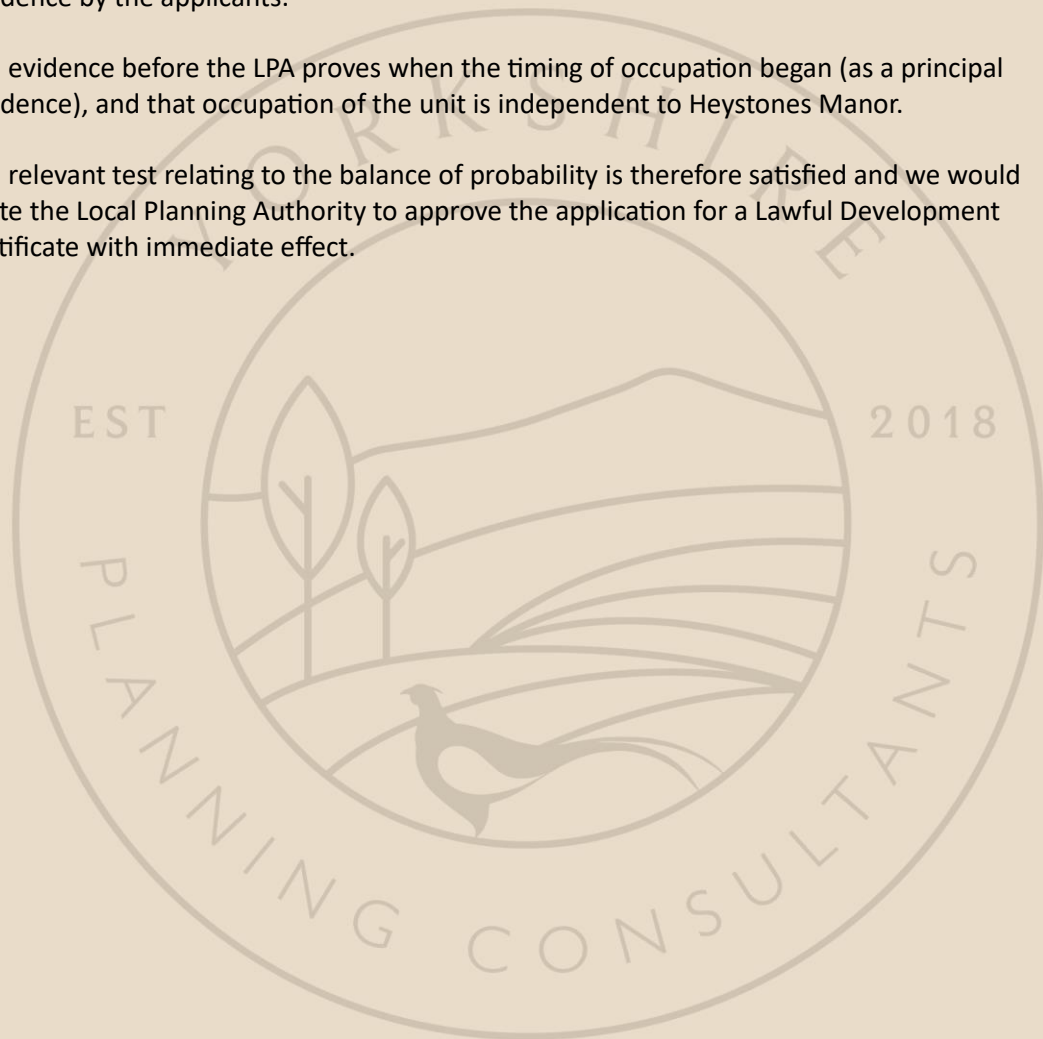 dence by the applicants.
evidence before the LPA proves when the timing of occupation began (as a principal
dence), and that occupation of the unit is independent to Heystones Manor.
relevant test relating to the balance of probability is therefore satisfied and we would
te the Local Planning Authority to approve the application for a Lawful Development
tificate with immediate effect.
YORKSHIRE
EST
2018
PLANNING CONSULTANTS